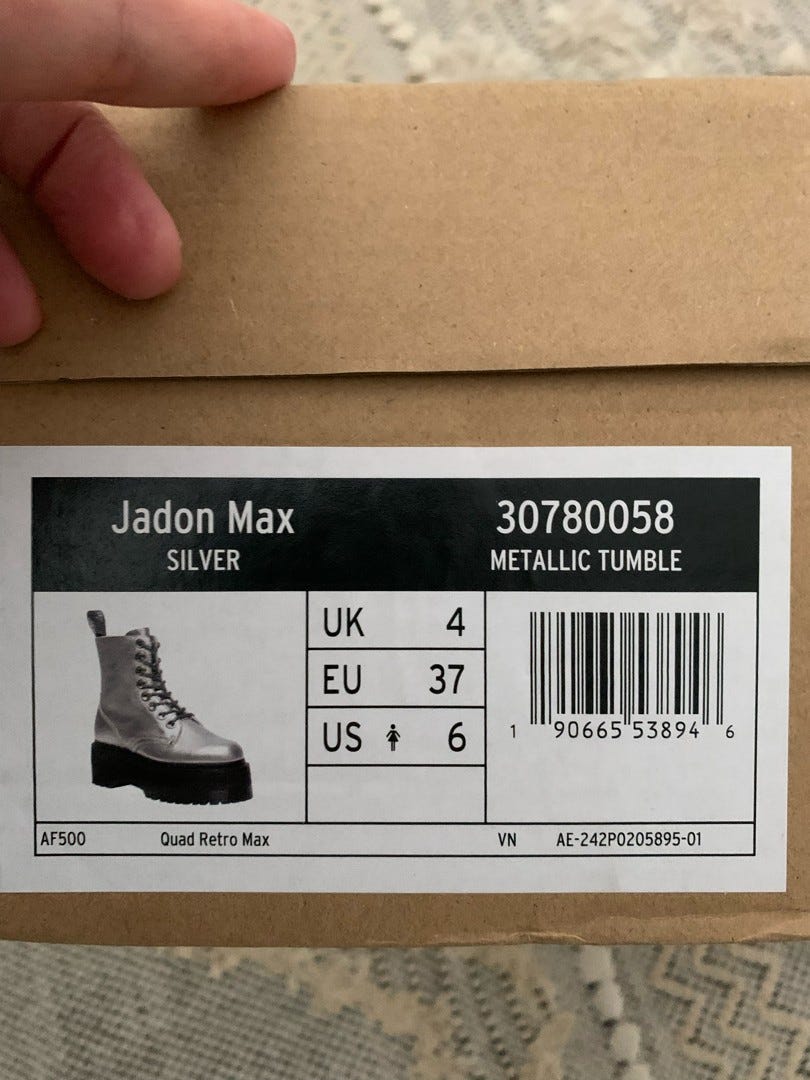 Jadon Max
SILVER
30780058
METALLIC TUMBLE
UK 4
EU 37
US 6
1 90665 53894 6
AF500 Quad Retro Max VN AE-242P0205895-01